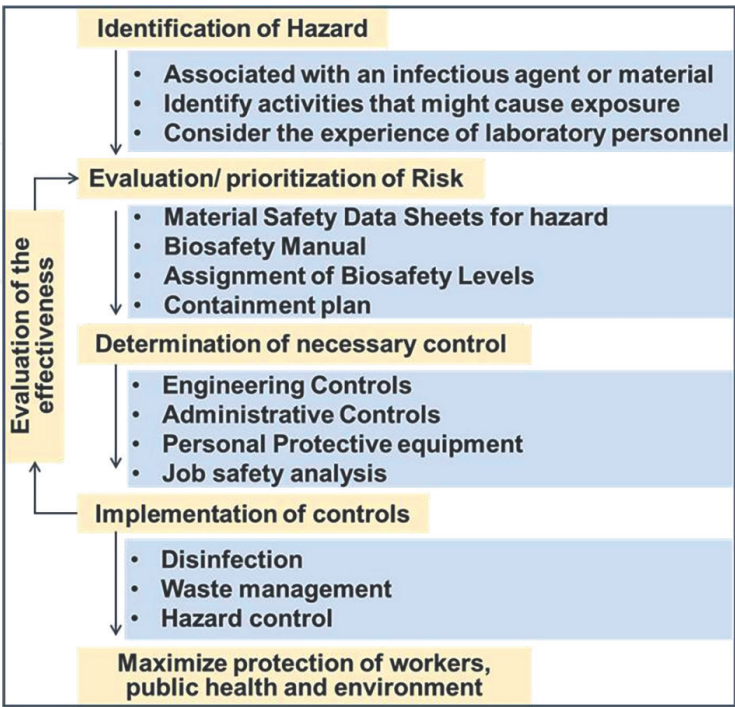 Identification of Hazard
• Associated with an infectious agent or material
• Identify activities that might cause exposure
• Consider the experience of laboratory personnel
Evaluation/ prioritization of Risk
• Material Safety Data Sheets for hazard
• Biosafety Manual
• Assignment of Biosafety Levels
• Containment plan
Determination of necessary control
• Engineering Controls
• Administrative Controls
• Personal Protective equipment
• Job safety analysis
Implementation of controls
• Disinfection
• Waste management
• Hazard control
Maximize protection of workers,
public health and environment
Evaluation of the
effectiveness